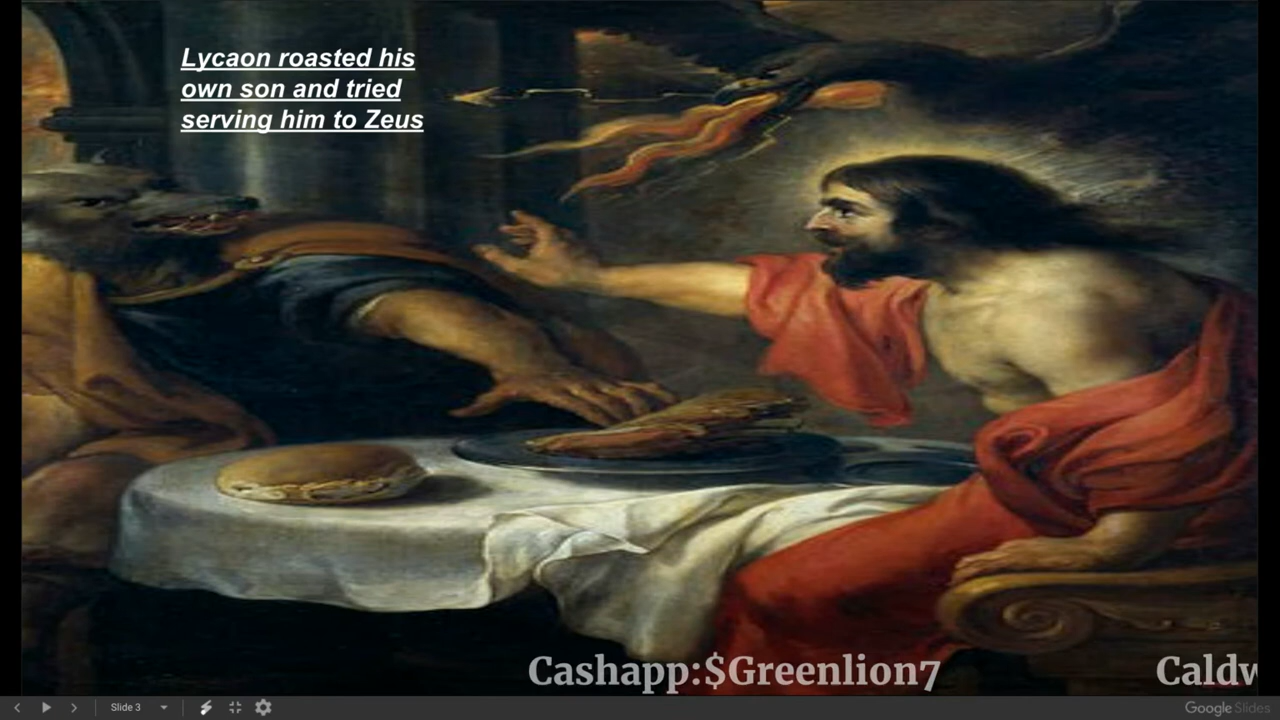 Lycaon roasted his
own son and tried
serving him to Zeus
Cashapp:$Greenlion7
Slide 3
Google Slides